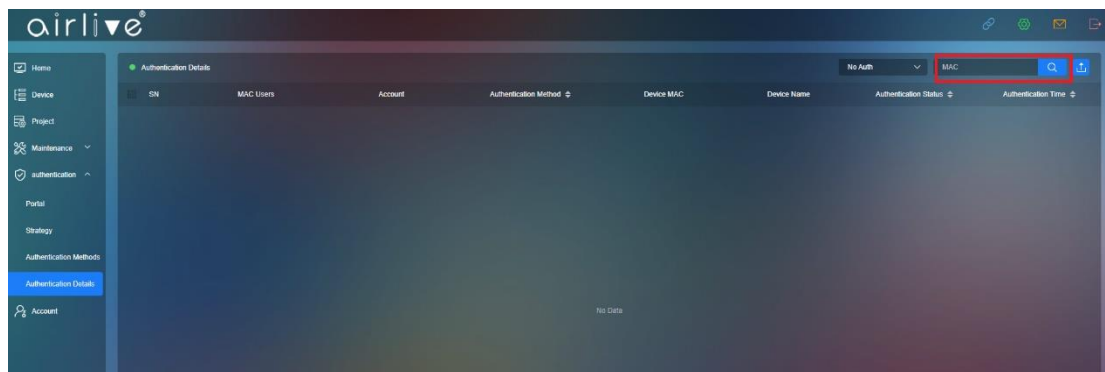 airlive®
Home
Device
Project
Maintenance
authentication
Portal
Strategy
Authentication Methods
Authentication Details
Account
Authentication Details
No Auth
MAC
SN MAC Users Account Authentication Method Device MAC Device Name Authentication Status Authentication Time
No Data